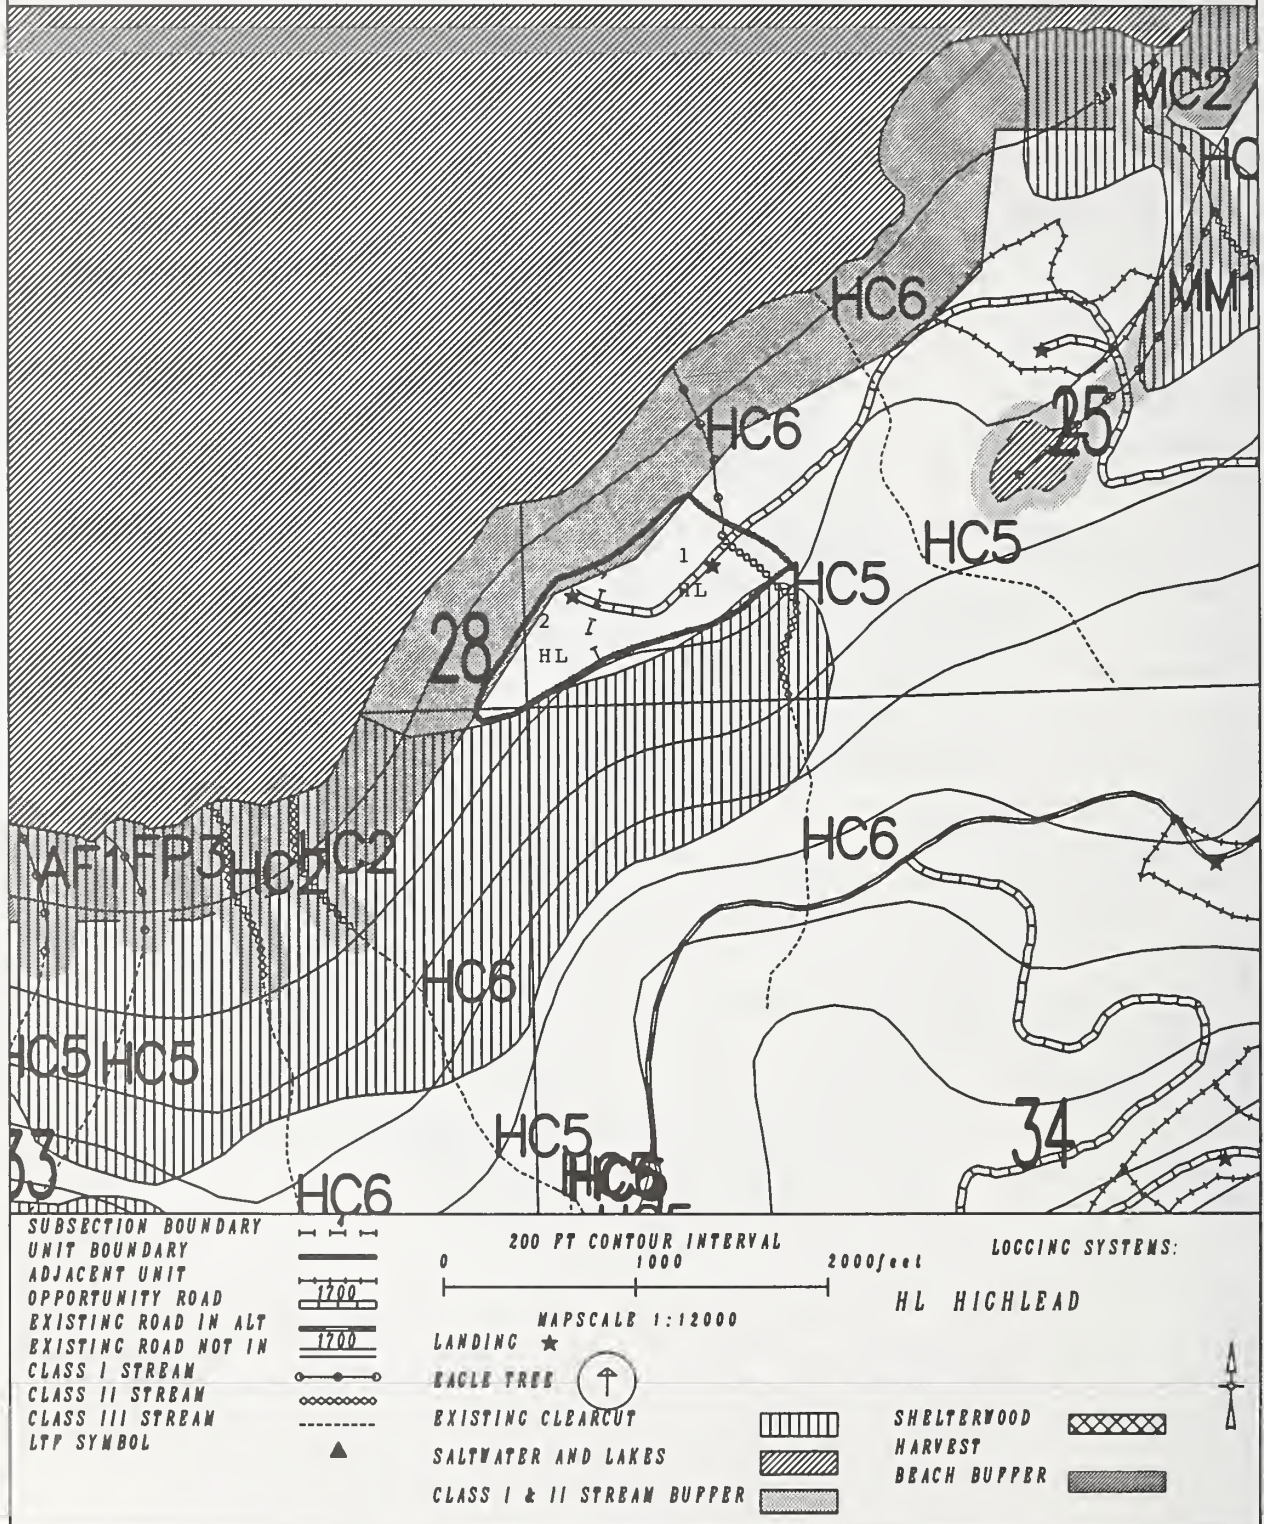 MC2
HC
MM1
HC6
HC6
25
HC5
HC5
1
HL
2
HL
28
HC6
AF1
FP3
HC2
HC2
HC6
HC5
HC5
HC5
34
33
HC6
SUBSECTION BOUNDARY
UNIT BOUNDARY
ADJACENT UNIT
OPPORTUNITY ROAD 1700
EXISTING ROAD IN ALT
EXISTING ROAD NOT IN 1700
CLASS I STREAM
CLASS II STREAM
CLASS III STREAM
LTF SYMBOL
200 FT CONTOUR INTERVAL
0 1000 2000feet
MAPSCALE 1:12000
LANDING
EAGLE TREE
EXISTING CLEARCUT
SALTWATER AND LAKES
CLASS I & II STREAM BUFFER
LOGGING SYSTEMS:
HL HIGHLEAD
SHELTERWOOD
HARVEST
BEACH BUFFER